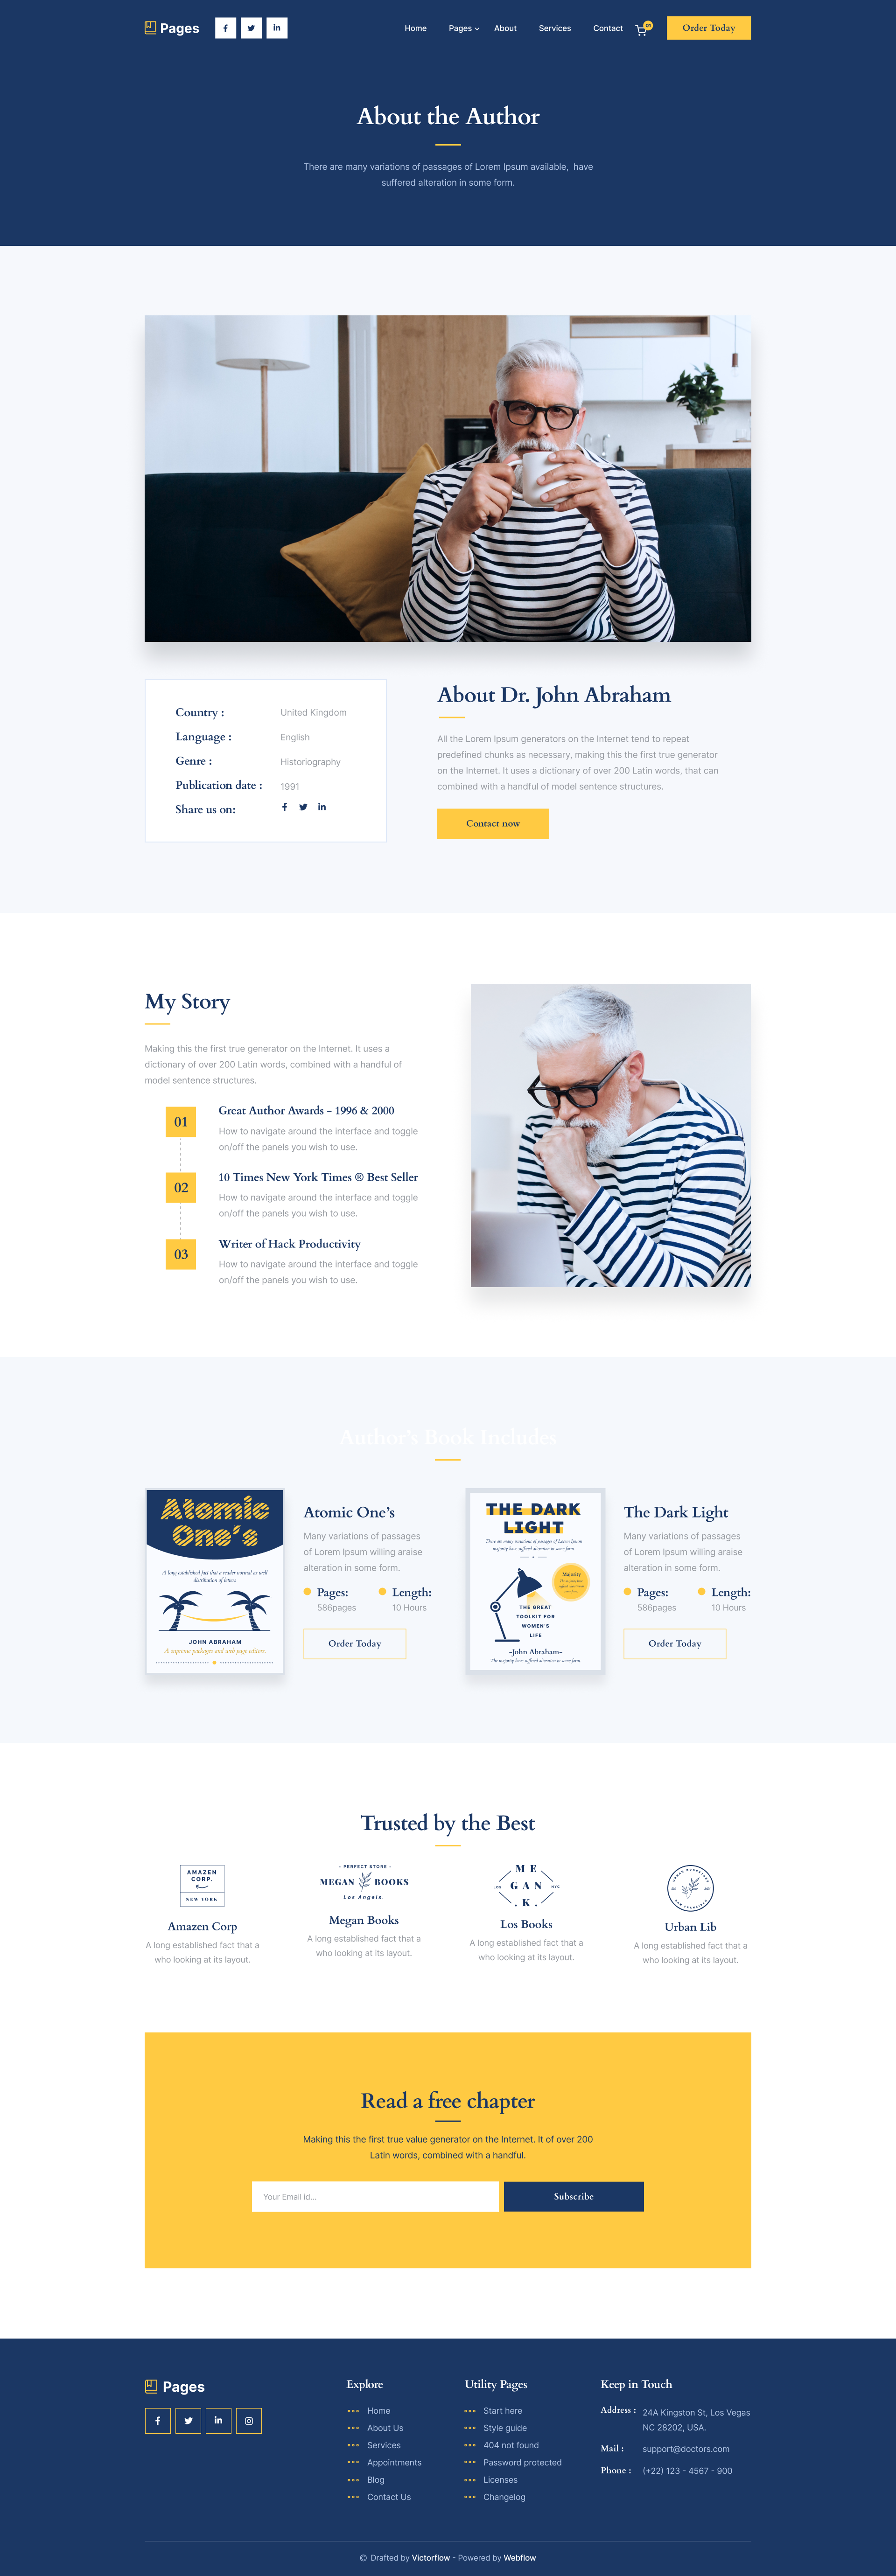 Pages
Home Pages About Services Contact 01 Order Today
About the Author
There are many variations of passages of Lorem Ipsum available, have
suffered alteration in some form.
Country : United Kingdom
Language : English
Genre : Historiography
Publication date : 1991
Share us on:
About Dr. John Abraham
All the Lorem Ipsum generators on the Internet tend to repeat
predefined chunks as necessary, making this the first true generator
on the Internet. It uses a dictionary of over 200 Latin words, that can
combined with a handful of model sentence structures.
Contact now
My Story
Making this the first true generator on the Internet. It uses a
dictionary of over 200 Latin words, combined with a handful of
model sentence structures.
01
Great Author Awards - 1996 & 2000
How to navigate around the interface and toggle
on/off the panels you wish to use.
02
10 Times New York Times ® Best Seller
How to navigate around the interface and toggle
on/off the panels you wish to use.
03
Writer of Hack Productivity
How to navigate around the interface and toggle
on/off the panels you wish to use.
Author's Book Includes
Atomic
One's
A long established fact that a reader normal as well
distribution of letters
JOHN ABRAHAM
A supreme packages and web page editors.
Atomic One's
Many variations of passages
of Lorem Ipsum willing araise
alteration in some form.
Pages: Length:
586pages 10 Hours
Order Today
THE DARK
LIGHT
There are many variations of passages of Lorem Ipsum
majority have suffered alteration in some form.
Majority
THE GREAT
TOOLKIT FOR
WOMEN'S
LIFE
-John Abraham-
The majority have suffered alteration in some form.
The Dark Light
Many variations of passages
of Lorem Ipsum willing araise
alteration in some form.
Pages: Length:
586pages 10 Hours
Order Today
Trusted by the Best
AMAZEN
CORP.
NEW YORK
Amazen Corp
A long established fact that a
who looking at its layout.
- PERFECT STORE -
MEGAN BOOKS
Los Angels.
Megan Books
A long established fact that a
who looking at its layout.
M E
LOS G A N NYC
. K .
Los Books
A long established fact that a
who looking at its layout.
URBAN BOOKSTORE
SAN FRANCISCO
Urban Lib
A long established fact that a
who looking at its layout.
Read a free chapter
Making this the first true value generator on the Internet. It of over 200
Latin words, combined with a handful.
Your Email id...
Subscribe
Pages
Explore
Home
About Us
Services
Appointments
Blog
Contact Us
Utility Pages
Start here
Style guide
404 not found
Password protected
Licenses
Changelog
Keep in Touch
Address : 24A Kingston St, Los Vegas
NC 28202, USA.
Mail : support@doctors.com
Phone : (+22) 123 - 4567 - 900
© Drafted by Victorflow - Powered by Webflow